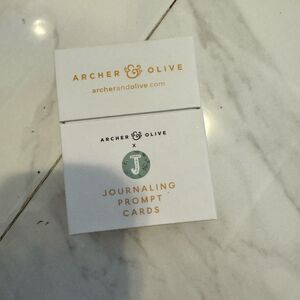 ARCHER & OLIVE
archerandolive.com
ARCHER & OLIVE
X
J
JOURNALING
PROMPT
CARDS